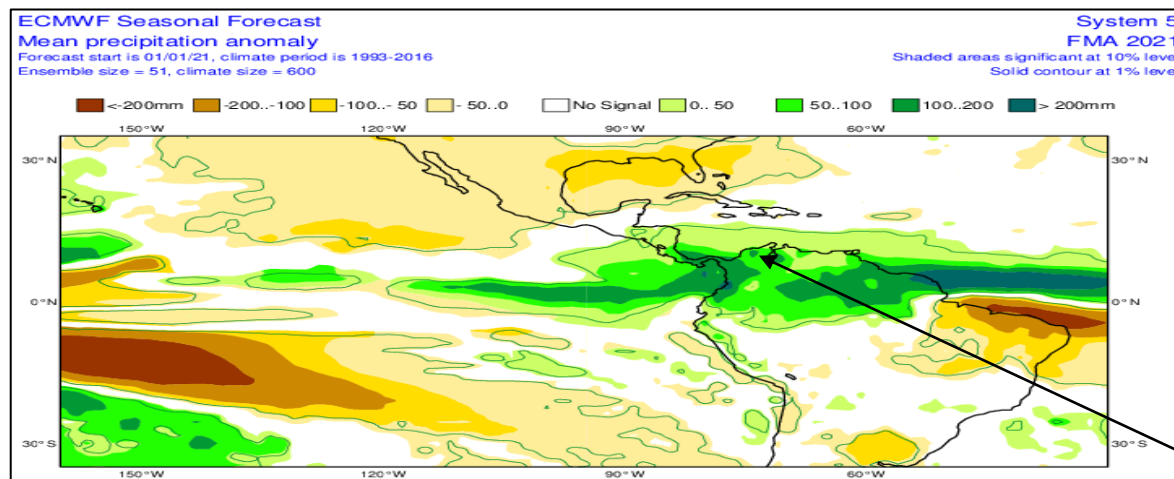 ECMWF Seasonal Forecast System 5
Mean precipitation anomaly FMA 2021
Forecast start is 01/01/21, climate period is 1993-2016 Shaded areas significant at 10% leve
Ensemble size = 51, climate size = 600 Solid contour at 1% leve
<-200mm -200..-100 -100..- 50 - 50..0 No Signal 0.. 50 50..100 100..200 > 200mm
150°W 120°W 90°W 60°W
30°N 30°N
0°N 0°N
30°S 30°S
150°W 120°W 90°W 60°W